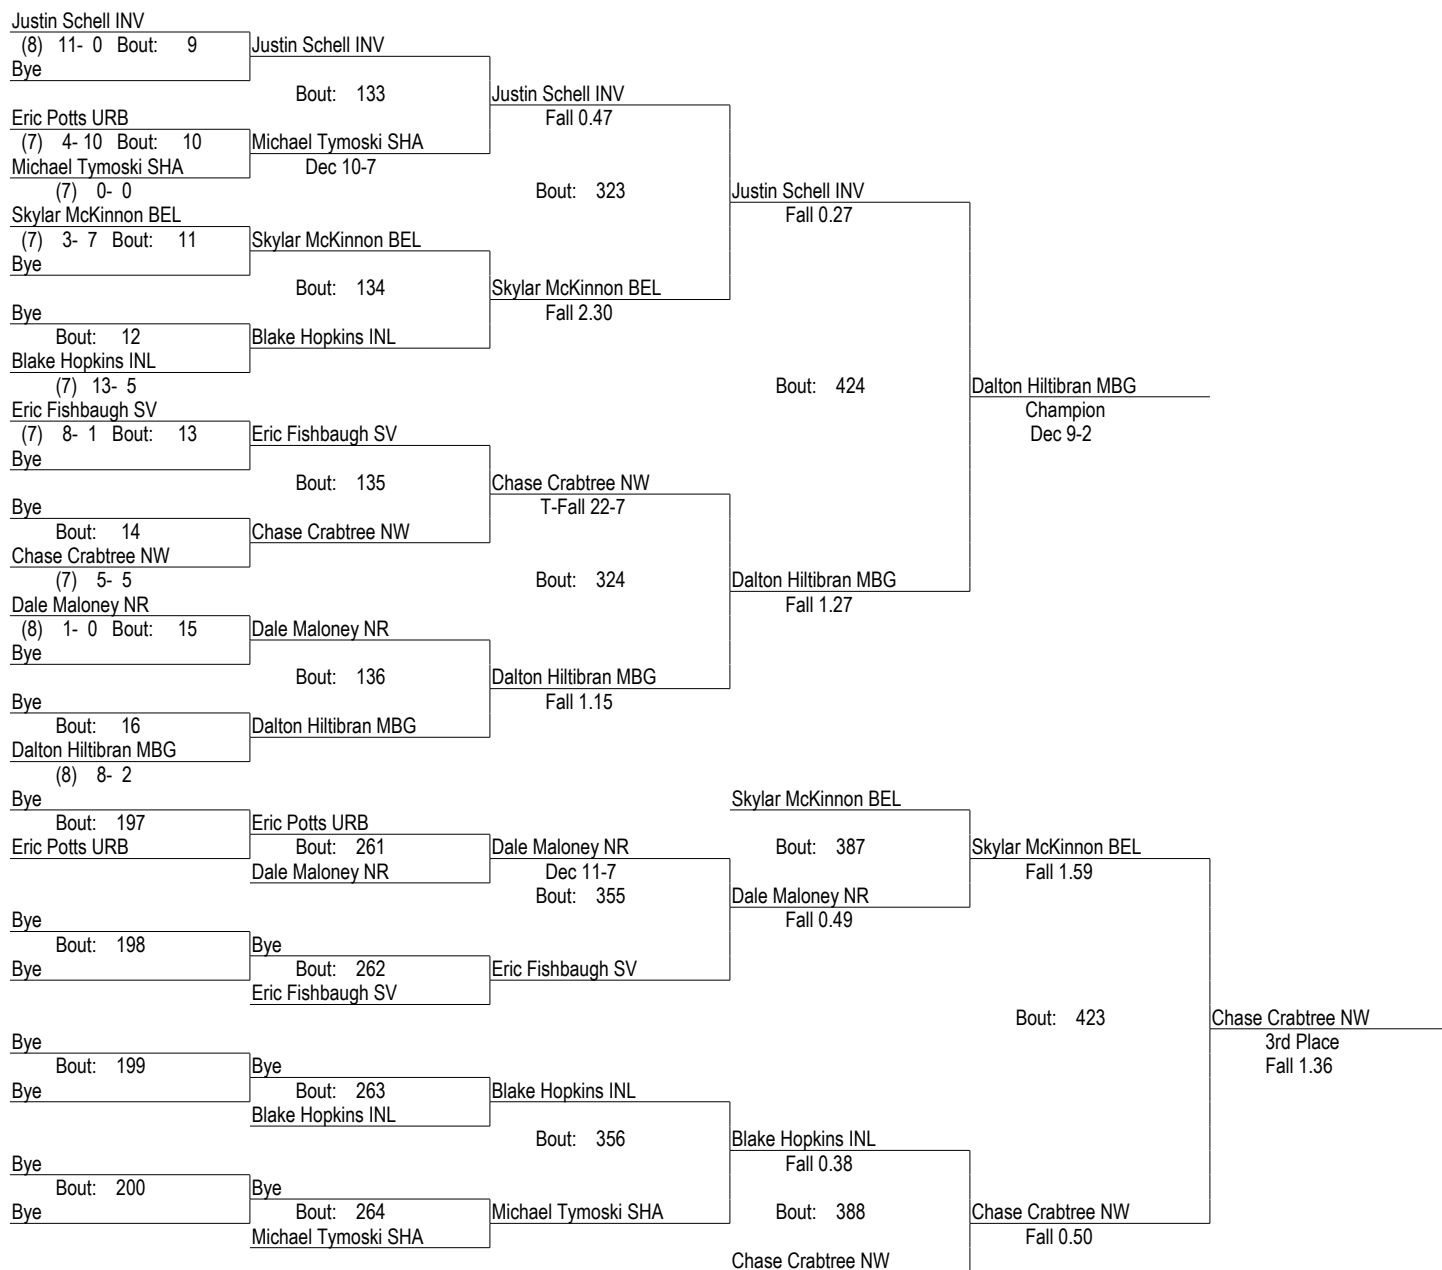 Justin Schell INV
(8) 11- 0 Bout: 9 Justin Schell INV
Bye
Bout: 133 Justin Schell INV
Eric Potts URB Fall 0.47
(7) 4- 10 Bout: 10 Michael Tymoski SHA
Michael Tymoski SHA Dec 10-7
(7) 0- 0 Bout: 323 Justin Schell INV
Skylar McKinnon BEL Fall 0.27
(7) 3- 7 Bout: 11 Skylar McKinnon BEL
Bye
Bout: 134 Skylar McKinnon BEL
Bye Fall 2.30
Bout: 12 Blake Hopkins INL
Blake Hopkins INL
(7) 13- 5 Bout: 424 Dalton Hiltibran MBG
Eric Fishbaugh SV Champion
(7) 8- 1 Bout: 13 Eric Fishbaugh SV Dec 9-2
Bye
Bout: 135 Chase Crabtree NW
Bye T-Fall 22-7
Bout: 14 Chase Crabtree NW
Chase Crabtree NW
(7) 5- 5 Bout: 324 Dalton Hiltibran MBG
Dale Maloney NR Fall 1.27
(8) 1- 0 Bout: 15 Dale Maloney NR
Bye
Bout: 136 Dalton Hiltibran MBG
Bye Fall 1.15
Bout: 16 Dalton Hiltibran MBG
Dalton Hiltibran MBG
(8) 8- 2
Bye Skylar McKinnon BEL
Bout: 197 Eric Potts URB
Eric Potts URB Bout: 261 Dale Maloney NR Bout: 387 Skylar McKinnon BEL
Dale Maloney NR Dec 11-7 Fall 1.59
Bout: 355 Dale Maloney NR
Bye Fall 0.49
Bout: 198 Bye
Bye Bout: 262 Eric Fishbaugh SV
Eric Fishbaugh SV
Bout: 423 Chase Crabtree NW
Bye 3rd Place
Bout: 199 Bye Fall 1.36
Bye Bout: 263 Blake Hopkins INL
Blake Hopkins INL
Bout: 356 Blake Hopkins INL
Bye Fall 0.38
Bout: 200 Bye
Bye Bout: 264 Michael Tymoski SHA Bout: 388 Chase Crabtree NW
Michael Tymoski SHA Fall 0.50
Chase Crabtree NW